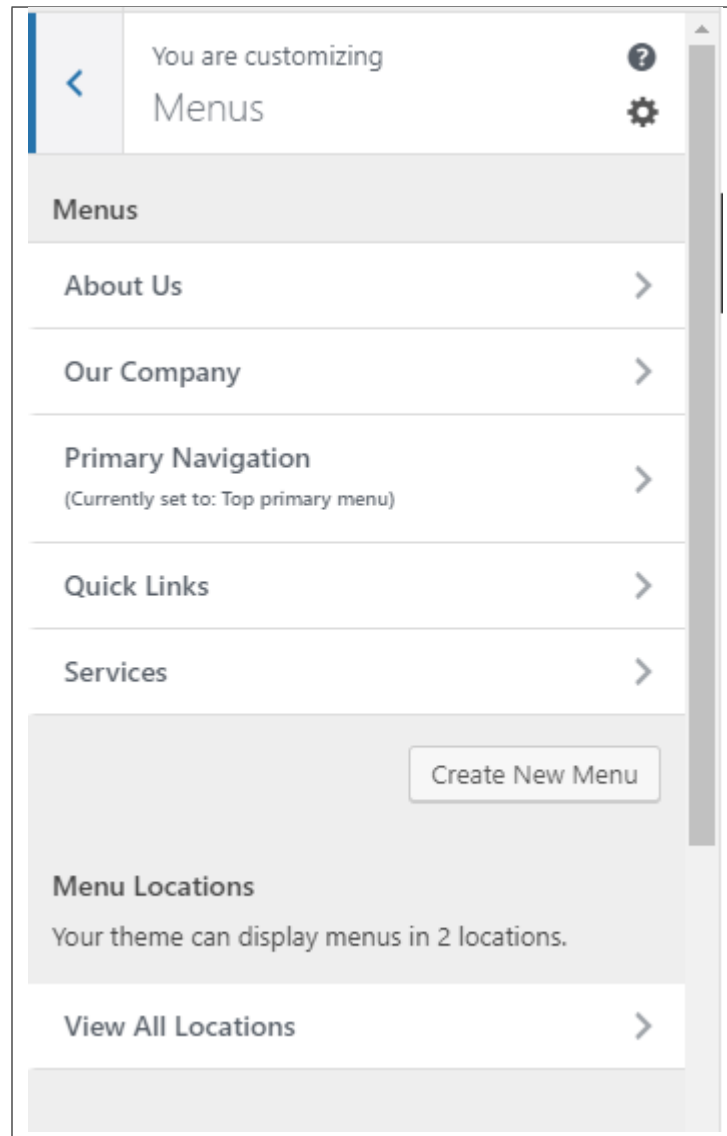 You are customizing
Menus
Menus
About Us
Our Company
Primary Navigation
(Currently set to: Top primary menu)
Quick Links
Services
Create New Menu
Menu Locations
Your theme can display menus in 2 locations.
View All Locations